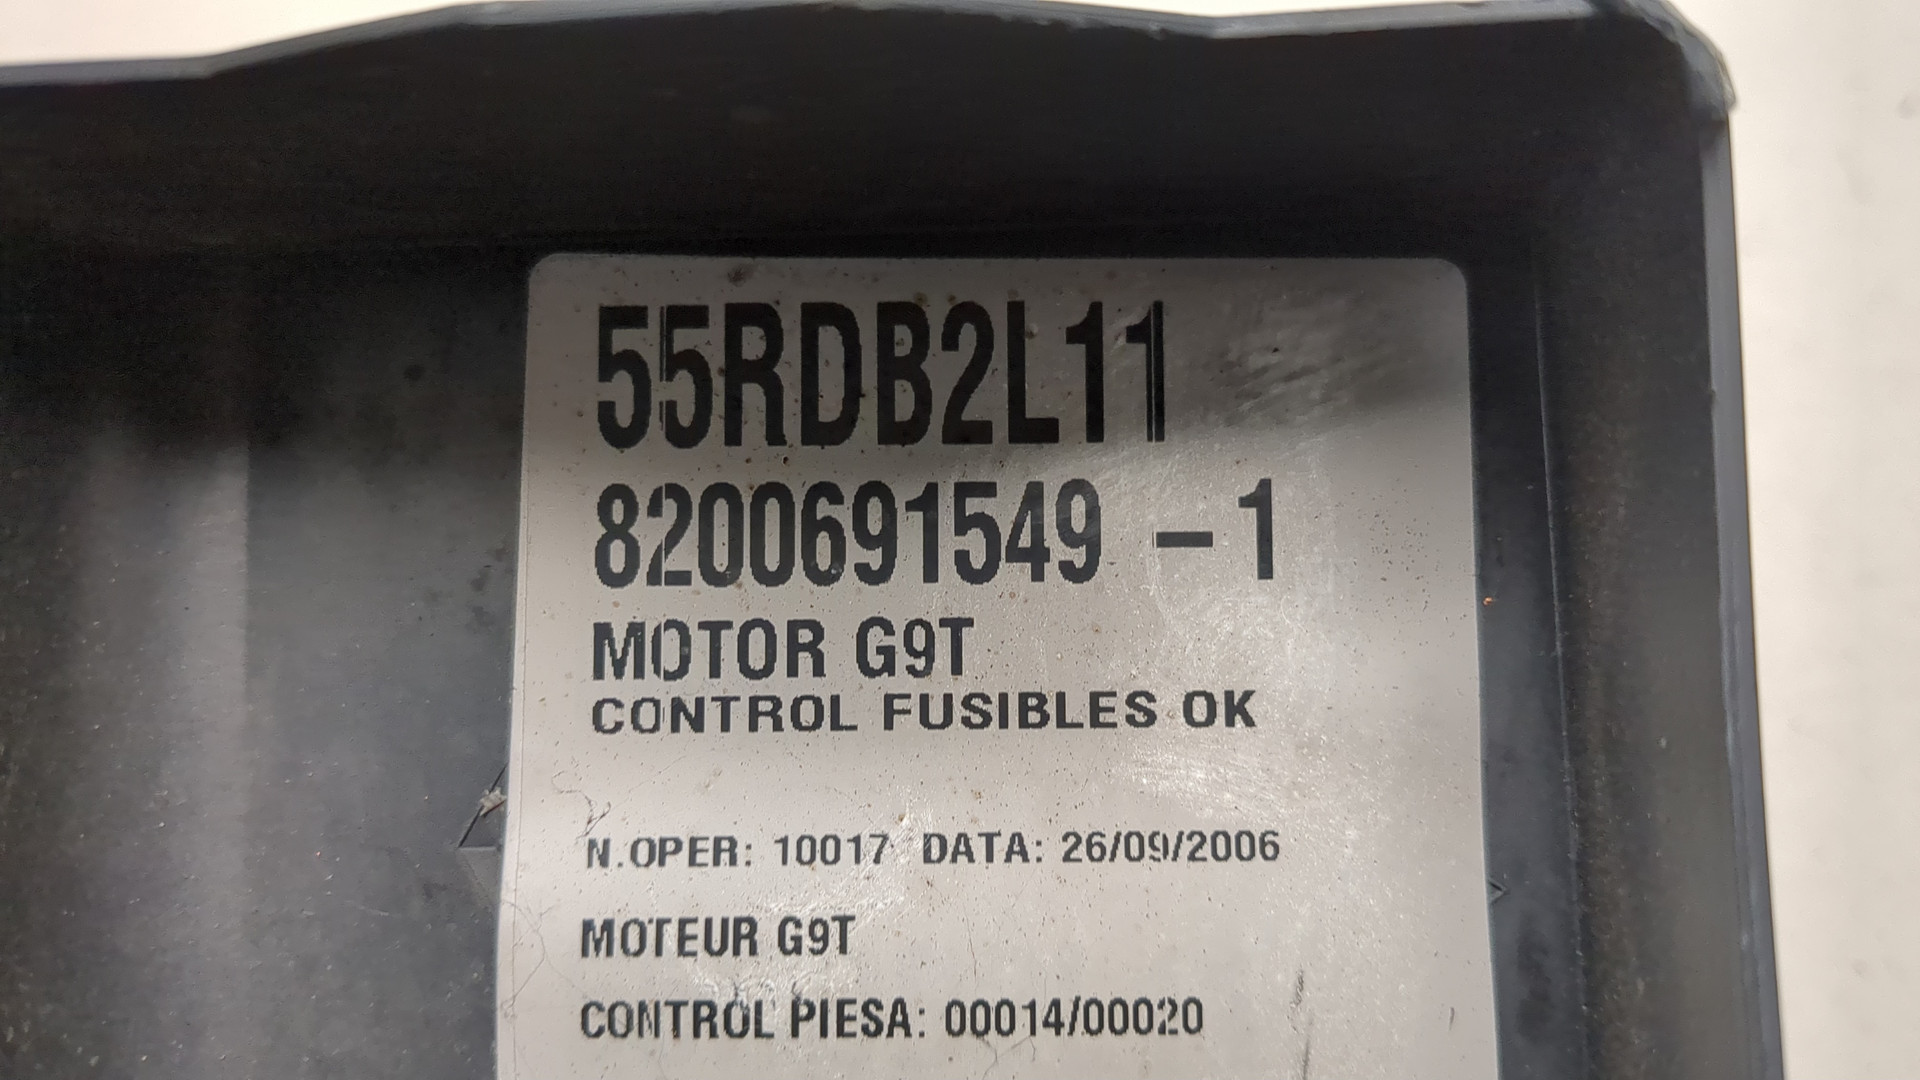 55RDB2L11
8200691549 - 1
MOTOR G9T
CONTROL FUSIBLES OK
N.OPER: 10017 DATA: 26/09/2006
MOTEUR G9T
CONTROL PIESA: 00014/00020